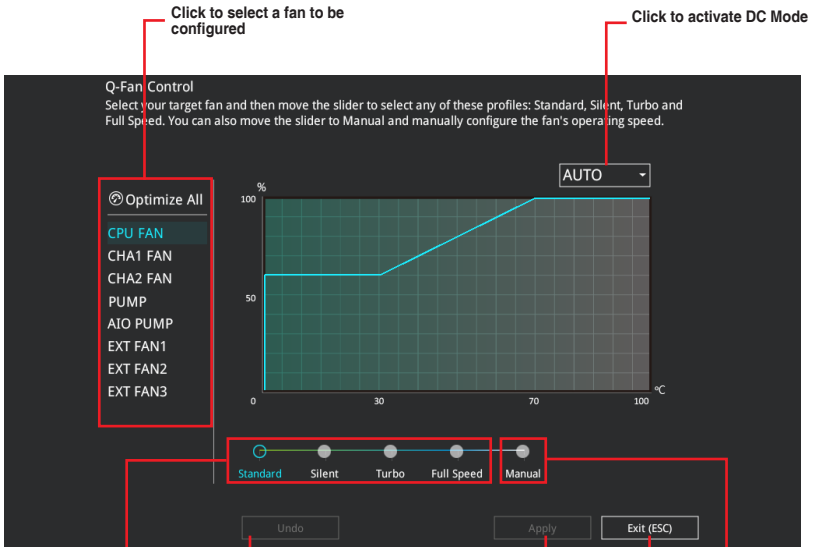 Click to select a fan to be
configured
Click to activate DC Mode
Q-Fan Control
Select your target fan and then move the slider to select any of these profiles: Standard, Silent, Turbo and
Full Speed. You can also move the slider to Manual and manually configure the fan's operating speed.
AUTO
Optimize All
CPU FAN
CHA1 FAN
CHA2 FAN
PUMP
AIO PUMP
EXT FAN1
EXT FAN2
EXT FAN3
%
100
50
0 30 70 100
ºC
Standard Silent Turbo Full Speed Manual
Undo Apply Exit (ESC)